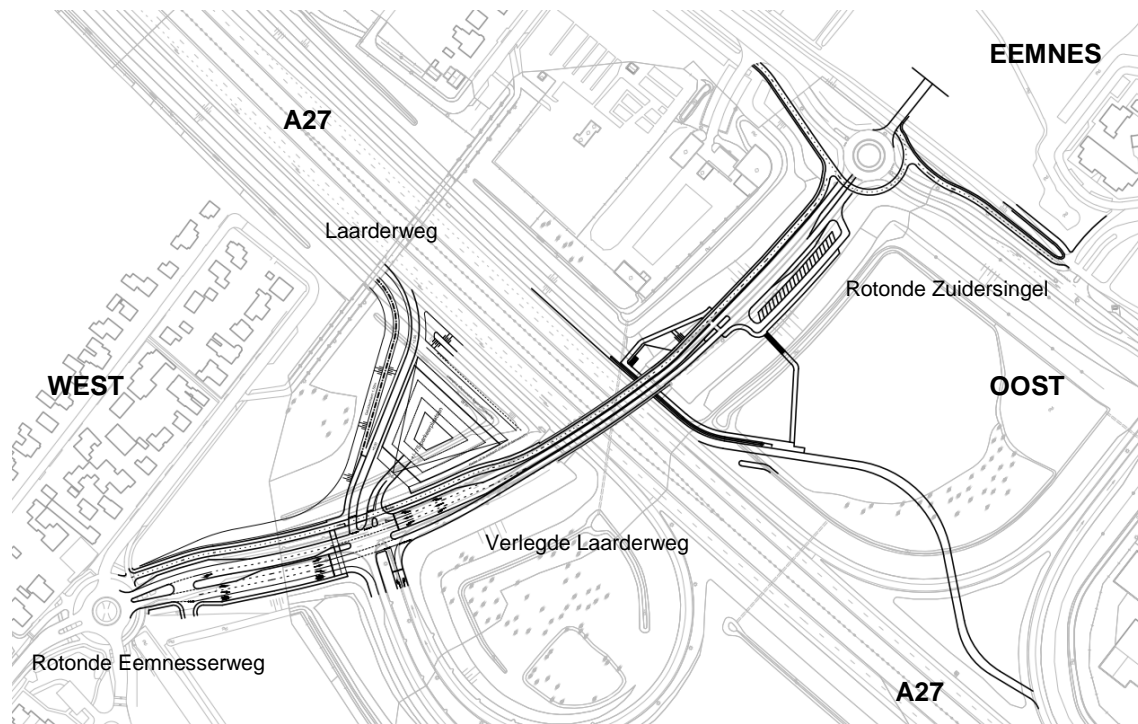 EEMNES
A27
Laarderweg
Rotonde Zuidersingel
WEST
OOST
Verlegde Laarderweg
Rotonde Eemnesserweg
A27